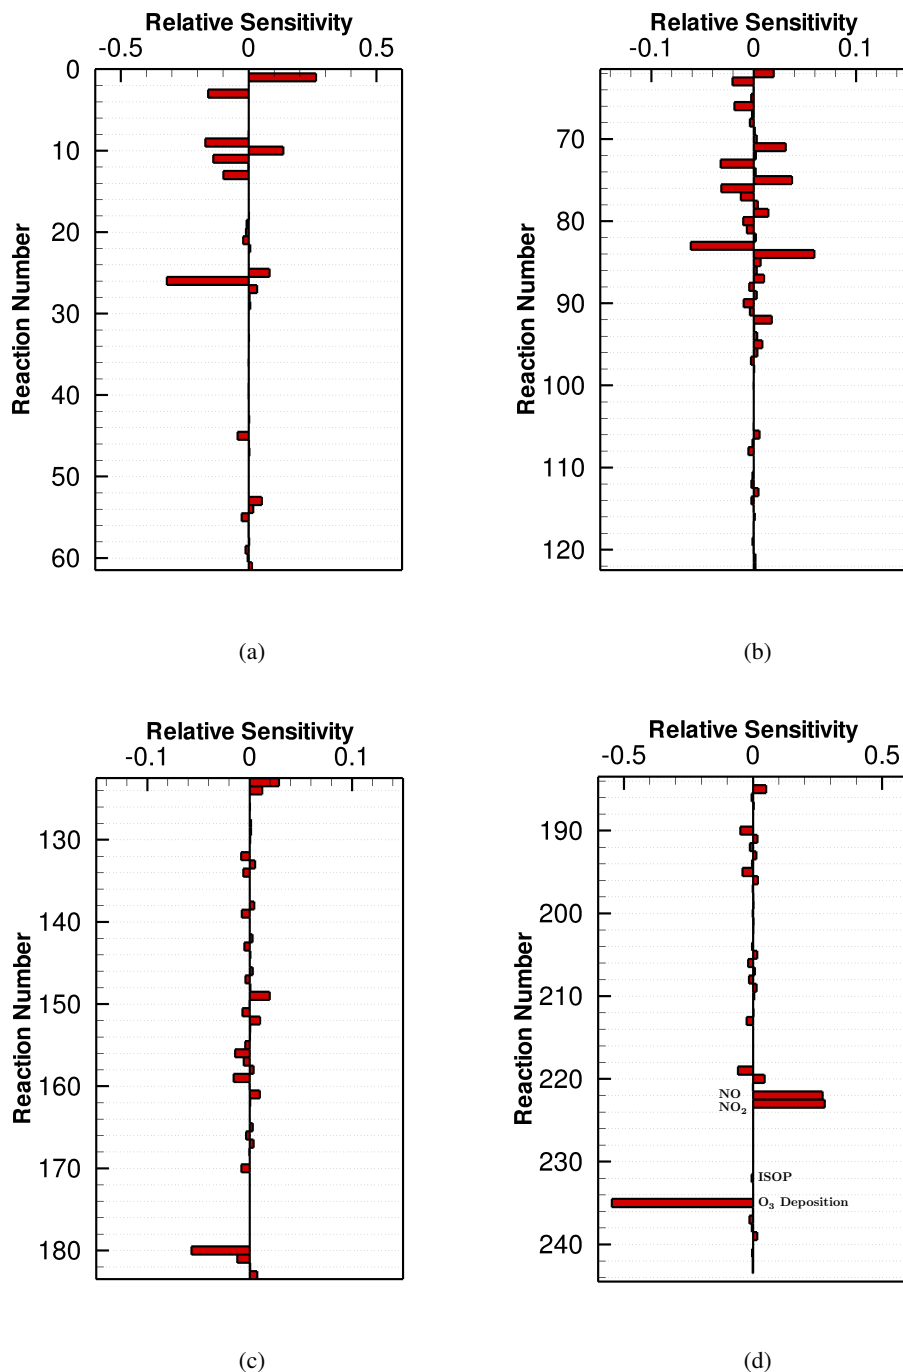 Relative Sensitivity
-0.5 0 0.5
0
10
20
30
40
50
60
Reaction Number
(a)
Relative Sensitivity
-0.1 0 0.1
70
80
90
100
110
120
Reaction Number
(b)
Relative Sensitivity
-0.1 0 0.1
130
140
150
160
170
180
Reaction Number
(c)
Relative Sensitivity
-0.5 0 0.5
190
200
210
220
230
240
Reaction Number
NO
NO₂
ISOP
O₃ Deposition
(d)